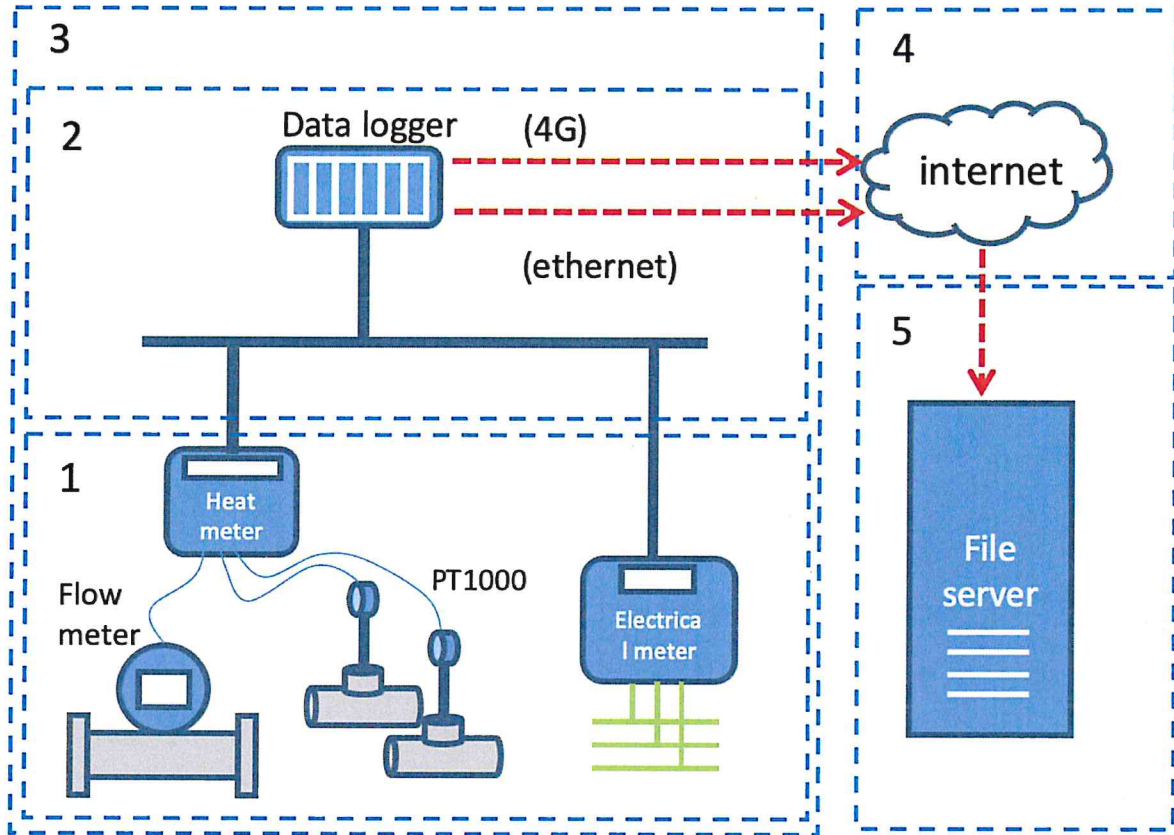 3
4
2
Data logger
(4G)
internet
(ethernet)
5
1
Heat
meter
Flow
meter
PT1000
Electrica
l meter
File
server